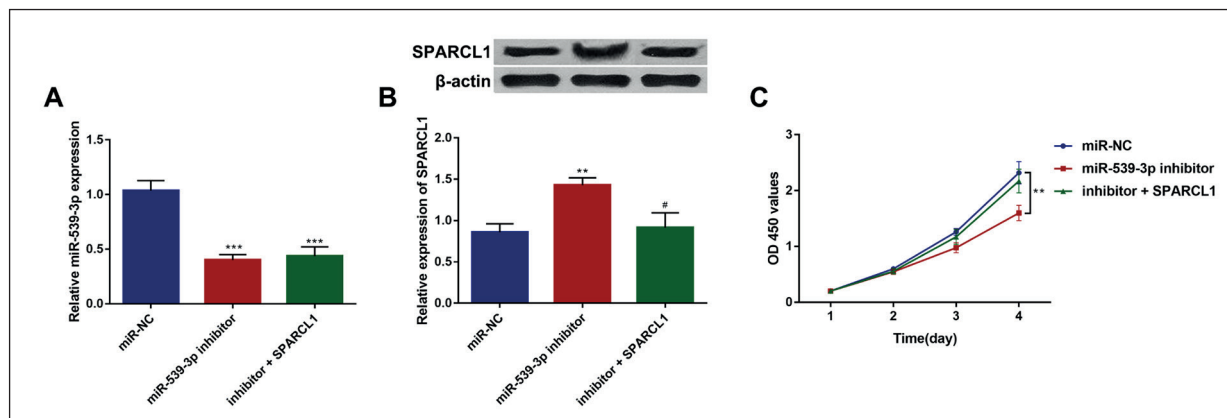 SPARCL1
β-actin
A
Relative miR-539-3p expression
1.5
1.0
0.5
0.0
***
***
miR-NC
miR-539-3p inhibitor
inhibitor + SPARCL1
B
Relative expression of SPARCL1
2.0
1.5
1.0
0.5
0.0
**
#
miR-NC
miR-539-3p inhibitor
inhibitor + SPARCL1
C
OD 450 values
3
2
1
0
1
2
3
4
Time(day)
**
miR-NC
miR-539-3p inhibitor
inhibitor + SPARCL1